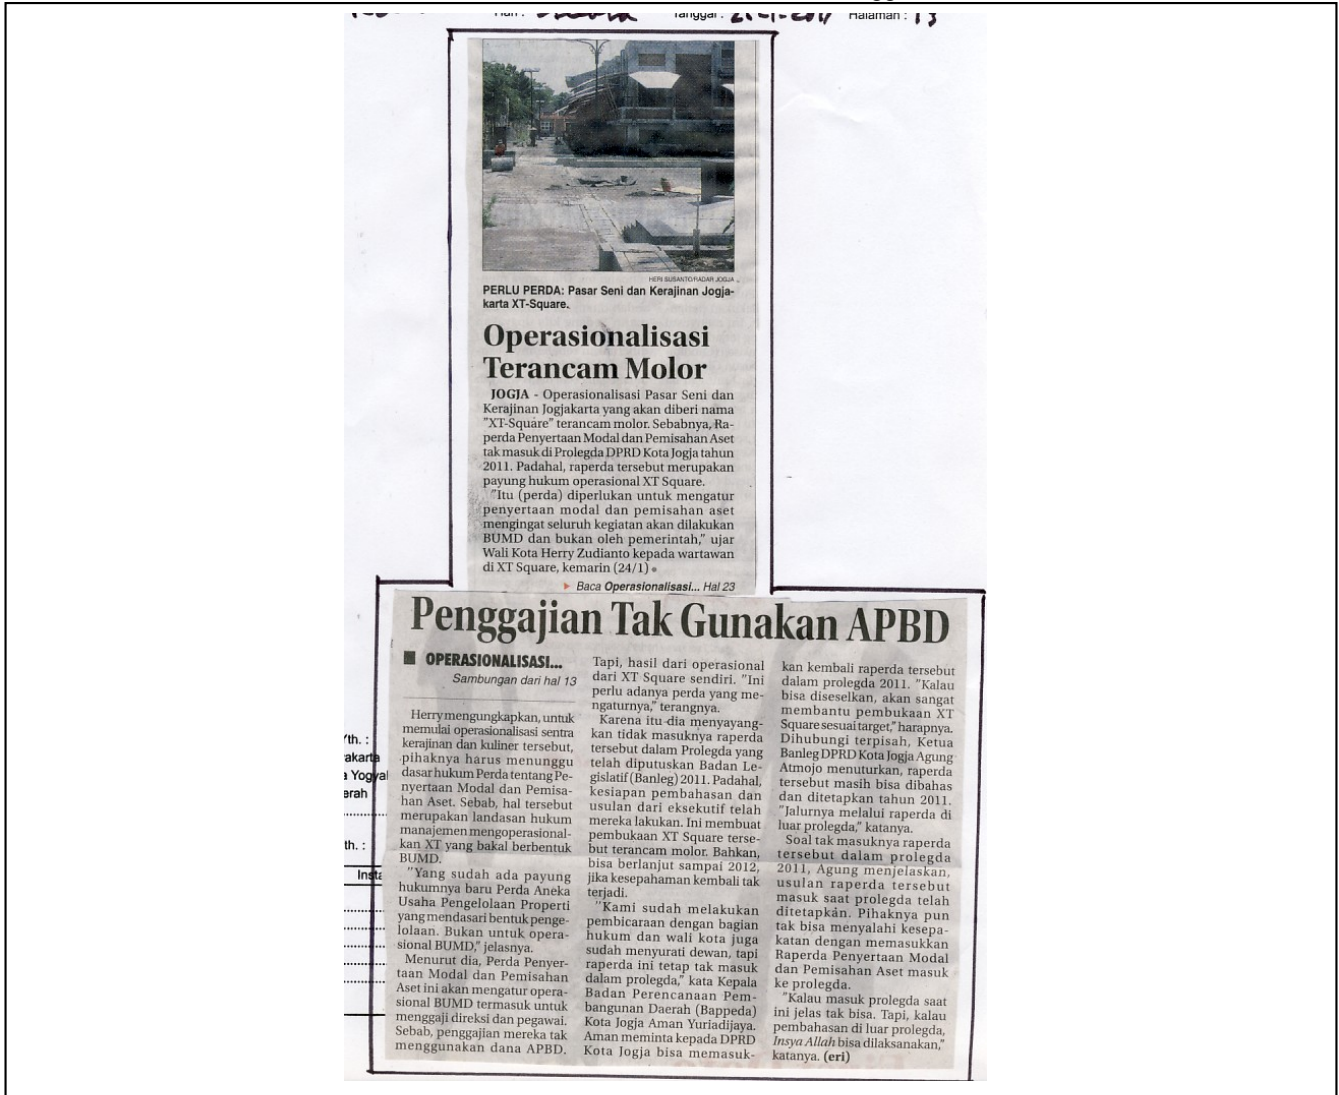 Hari :
Tanggal :
Halaman : 13
HERI SUSANTO/RADAR JOGJA
PERLU PERDA: Pasar Seni dan Kerajinan Jogja-
karta XT-Square.
Operasionalisasi
Terancam Molor
JOGJA - Operasionalisasi Pasar Seni dan
Kerajinan Jogjakarta yang akan diberi nama
"XT-Square" terancam molor. Sebabnya, Ra-
perda Penyertaan Modal dan Pemisahan Aset
tak masuk di Prolegda DPRD Kota Jogja tahun
2011. Padahal, raperda tersebut merupakan
payung hukum operasional XT Square.
"Itu (perda) diperlukan untuk mengatur
penyertaan modal dan pemisahan aset
mengingat seluruh kegiatan akan dilakukan
BUMD dan bukan oleh pemerintah," ujar
Wali Kota Herry Zudianto kepada wartawan
di XT Square, kemarin (24/1)
Baca Operasionalisasi... Hal 23
Penggajian Tak Gunakan APBD
OPERASIONALISASI...
Sambungan dari hal 13
Herry mengungkapkan, untuk
memulai operasionalisasi sentra
kerajinan dan kuliner tersebut,
pihaknya harus menunggu
dasar hukum Perda tentang Pe-
nyertaan Modal dan Pemisa-
han Aset. Sebab, hal tersebut
merupakan landasan hukum
manajemen mengoperasional-
kan XT yang bakal berbentuk
BUMD.
"Yang sudah ada payung
hukumnya baru Perda Aneka
Usaha Pengelolaan Properti
yang mendasari bentuk penge-
lolaan. Bukan untuk opera-
sional BUMD," jelasnya.
Menurut dia, Perda Penyer-
taan Modal dan Pemisahan
Aset ini akan mengatur opera-
sional BUMD termasuk untuk
menggaji direksi dan pegawai.
Sebab, penggajian mereka tak
menggunakan dana APBD.
Tapi, hasil dari operasional
dari XT Square sendiri. "Ini
perlu adanya perda yang me-
ngaturnya," terangnya.
Karena itu dia menyayang-
kan tidak masuknya raperda
tersebut dalam Prolegda yang
telah diputuskan Badan Le-
gislatif (Banleg) 2011. Padahal,
kesiapan pembahasan dan
usulan dari eksekutif telah
mereka lakukan. Ini membuat
pembukaan XT Square terse-
but terancam molor. Bahkan,
bisa berlanjut sampai 2012,
jika kesepahaman kembali tak
terjadi.
"Kami sudah melakukan
pembicaraan dengan bagian
hukum dan wali kota juga
sudah menyurati dewan, tapi
raperda ini tetap tak masuk
dalam prolegda," kata Kepala
Badan Perencanaan Pem-
bangunan Daerah (Bappeda)
Kota Jogja Aman Yuriadijaya.
Aman meminta kepada DPRD
Kota Jogja bisa memasuk-
kan kembali raperda tersebut
dalam prolegda 2011. "Kalau
bisa diseselkan, akan sangat
membantu pembukaan XT
Square sesuai target," harapnya.
Dihubungi terpisah, Ketua
Banleg DPRD Kota Jogja Agung
Atmojo menuturkan, raperda
tersebut masih bisa dibahas
dan ditetapkan tahun 2011.
"Jalurnya melalui raperda di
luar prolegda," katanya.
Soal tak masuknya raperda
tersebut dalam prolegda
2011, Agung menjelaskan,
usulan raperda tersebut
masuk saat prolegda telah
ditetapkan. Pihaknya pun
tak bisa menyalahi kesepa-
katan dengan memasukkan
Raperda Penyertaan Modal
dan Pemisahan Aset masuk
ke prolegda.
"Kalau masuk prolegda saat
ini jelas tak bisa. Tapi, kalau
pembahasan di luar prolegda,
Insya Allah bisa dilaksanakan,"
katanya. (eri)
Yth. :
akarta
a Yogya
erah
th. :
Insta